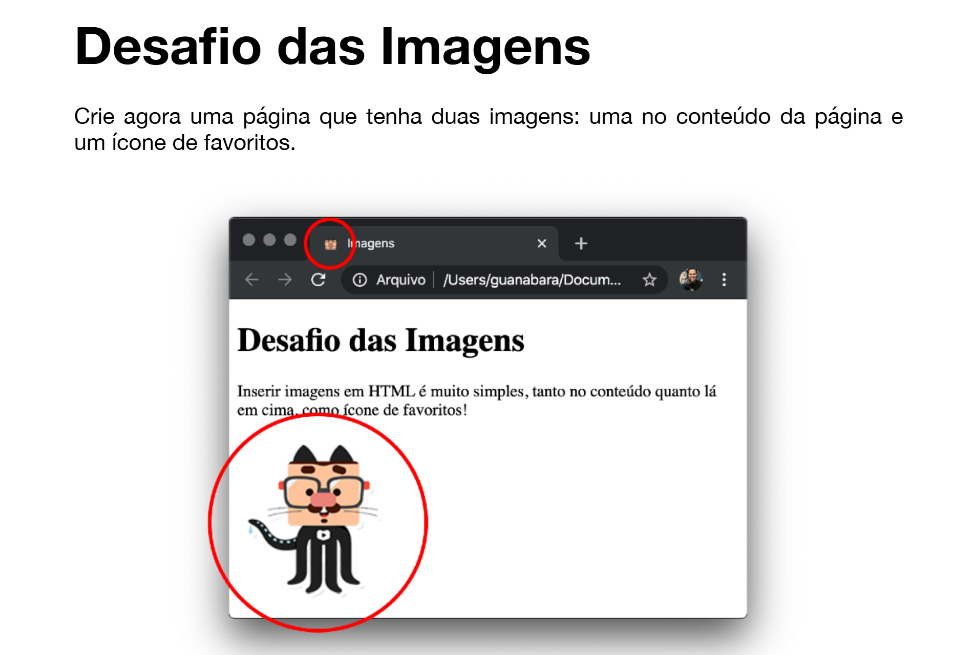 Desafio das Imagens
Crie agora uma página que tenha duas imagens: uma no conteúdo da página e
um ícone de favoritos.
Imagens
Arquivo /Users/guanabara/Docum...
Desafio das Imagens
Inserir imagens em HTML é muito simples, tanto no conteúdo quanto lá
em cima, como ícone de favoritos!